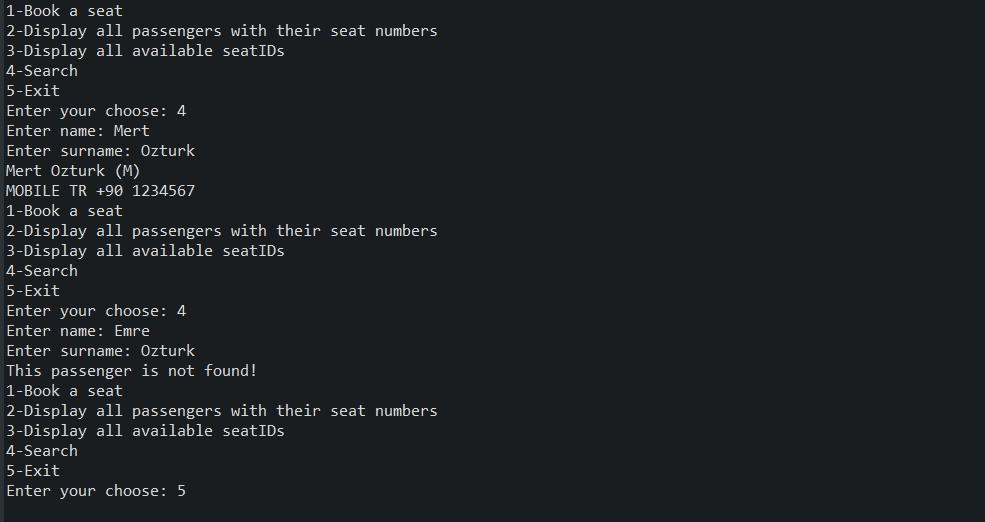 1-Book a seat
2-Display all passengers with their seat numbers
3-Display all available seatIDs
4-Search
5-Exit
Enter your choose: 4
Enter name: Mert
Enter surname: Ozturk
Mert Ozturk (M)
MOBILE TR +90 1234567
1-Book a seat
2-Display all passengers with their seat numbers
3-Display all available seatIDs
4-Search
5-Exit
Enter your choose: 4
Enter name: Emre
Enter surname: Ozturk
This passenger is not found!
1-Book a seat
2-Display all passengers with their seat numbers
3-Display all available seatIDs
4-Search
5-Exit
Enter your choose: 5